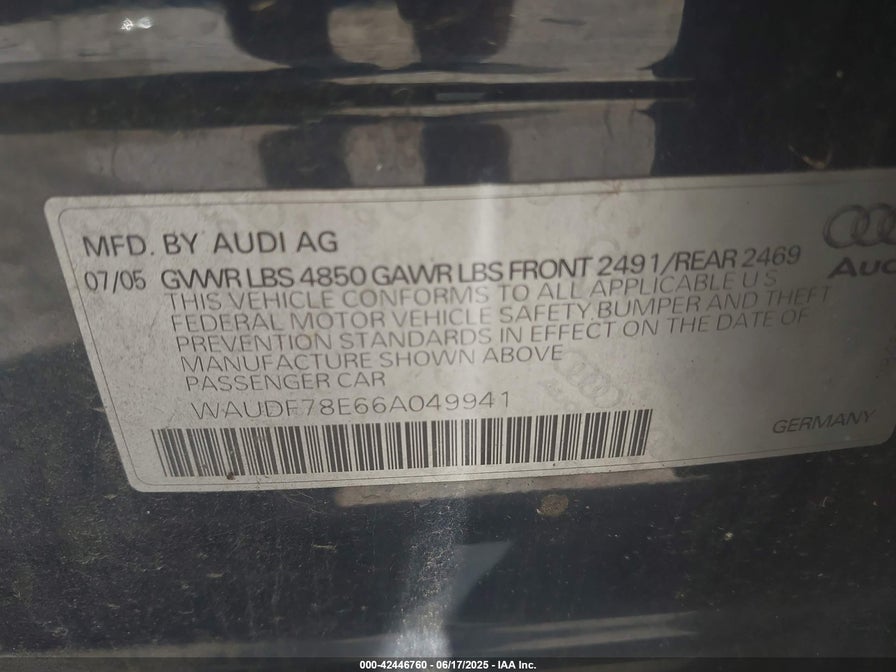 MFD. BY AUDI AG
07/05 GVWR LBS 4850 GAWR LBS FRONT 2491/REAR 2469
THIS VEHICLE CONFORMS TO ALL APPLICABLE U S
FEDERAL MOTOR VEHICLE SAFETY, BUMPER AND THEFT
PREVENTION STANDARDS IN EFFECT ON THE DATE OF
MANUFACTURE SHOWN ABOVE
PASSENGER CAR
WAUDF78E66A049941
GERMANY
000-42446760 - 06/17/2025 - IAA Inc.